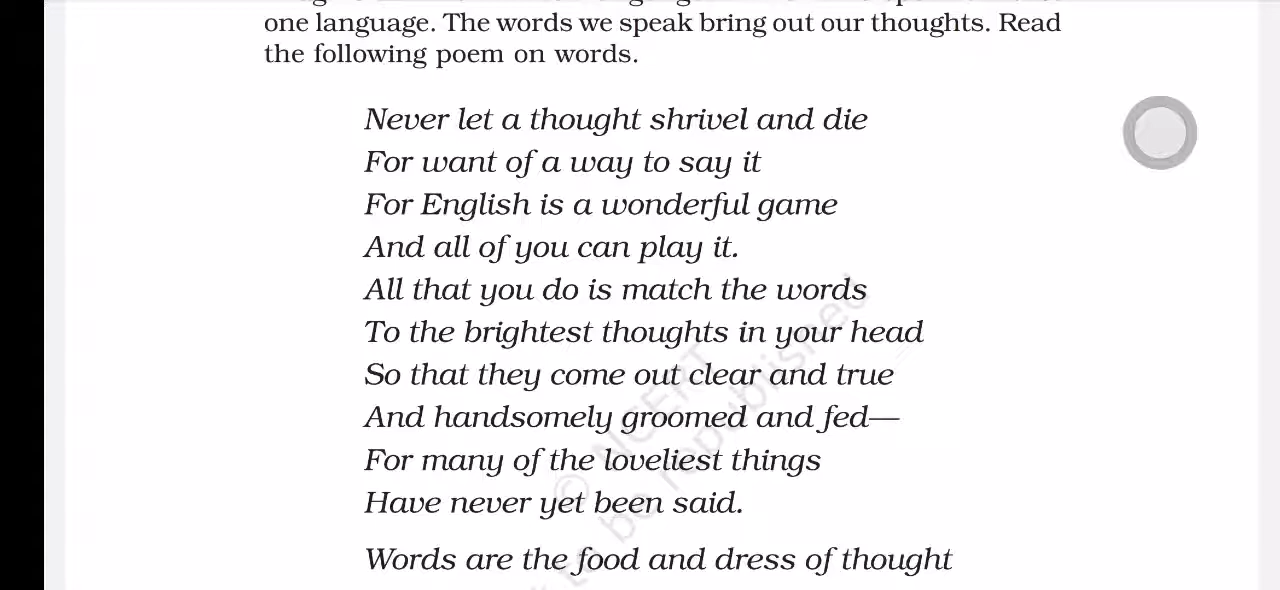 one language. The words we speak bring out our thoughts. Read
the following poem on words.
Never let a thought shrivel and die
For want of a way to say it
For English is a wonderful game
And all of you can play it.
All that you do is match the words
To the brightest thoughts in your head
So that they come out clear and true
And handsomely groomed and fed—
For many of the loveliest things
Have never yet been said.
Words are the food and dress of thought
© NCERT
to be republished